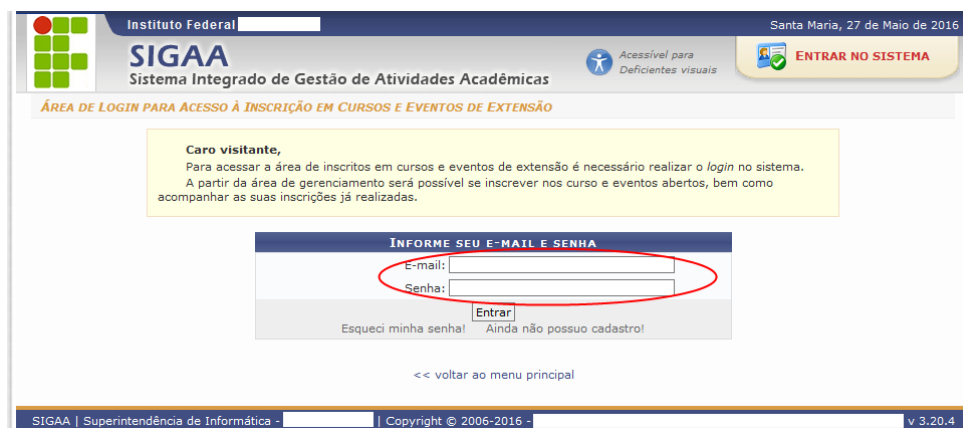 Instituto Federal
Santa Maria, 27 de Maio de 2016
SIGAA
Sistema Integrado de Gestão de Atividades Acadêmicas
Acessível para
Deficientes visuais
ENTRAR NO SISTEMA
ÁREA DE LOGIN PARA ACESSO À INSCRIÇÃO EM CURSOS E EVENTOS DE EXTENSÃO
Caro visitante,
Para acessar a área de inscritos em cursos e eventos de extensão é necessário realizar o login no sistema.
A partir da área de gerenciamento será possível se inscrever nos curso e eventos abertos, bem como
acompanhar as suas inscrições já realizadas.
INFORME SEU E-MAIL E SENHA
E-mail:
Senha:
Entrar
Esqueci minha senha! Ainda não possuo cadastro!
<< voltar ao menu principal
SIGAA | Superintendência de Informática - | Copyright © 2006-2016 - v 3.20.4